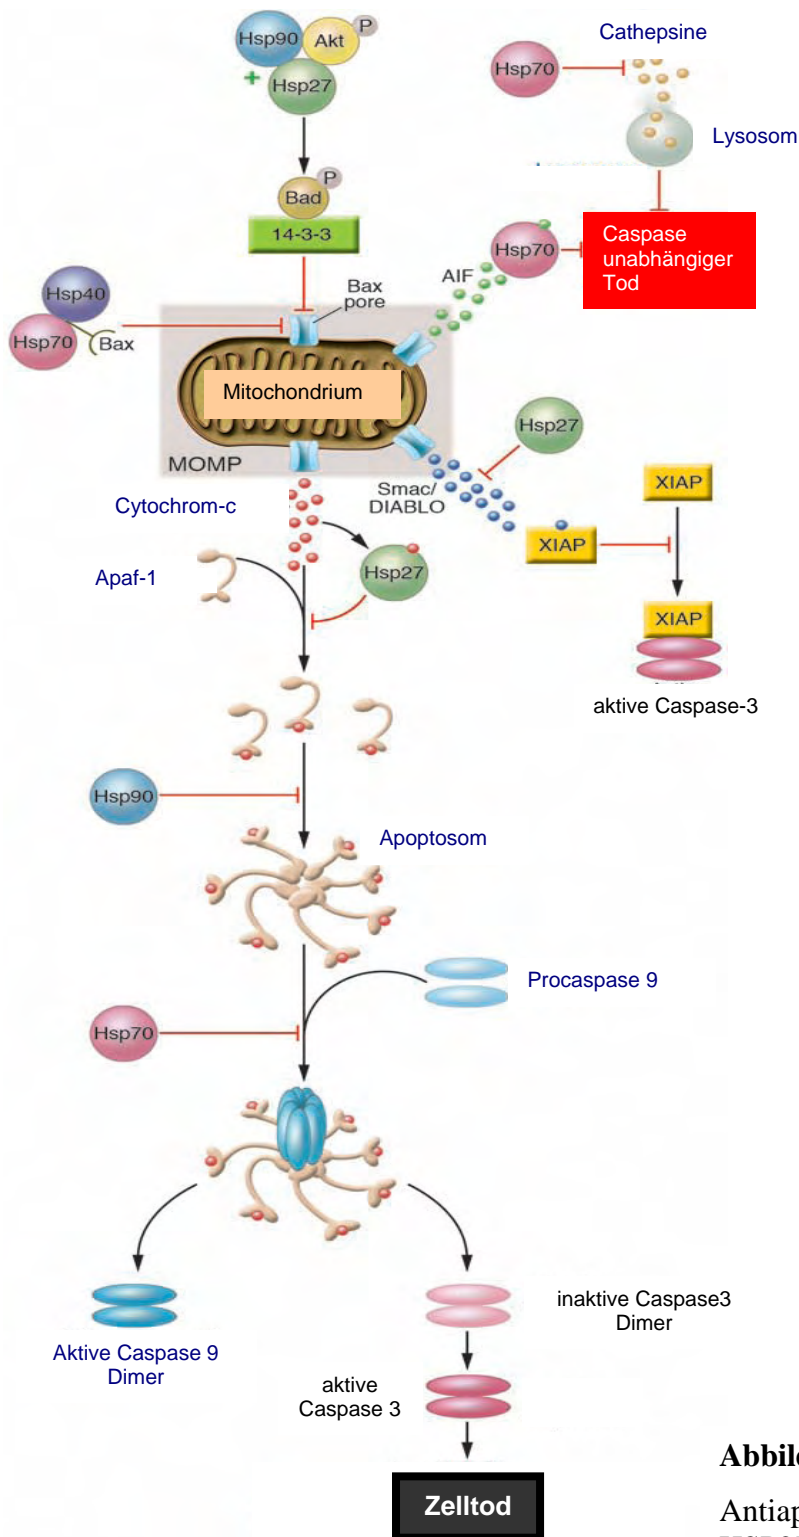 Hsp90
Akt
P
+
Hsp27
Cathepsine
Hsp70
Lysosom
P
Bad
14-3-3
Hsp70
Caspase
unabhängiger
Tod
AIF
Bax
pore
Hsp40
Hsp70
Bax
Mitochondrium
MOMP
Hsp27
Smac/
DIABLO
XIAP
XIAP
XIAP
aktive Caspase-3
Cytochrom-c
Hsp27
Apaf-1
Hsp90
Apoptosom
Procaspase 9
Hsp70
Aktive Caspase 9
Dimer
inaktive Caspase3
Dimer
aktive
Caspase 3
Zelltod